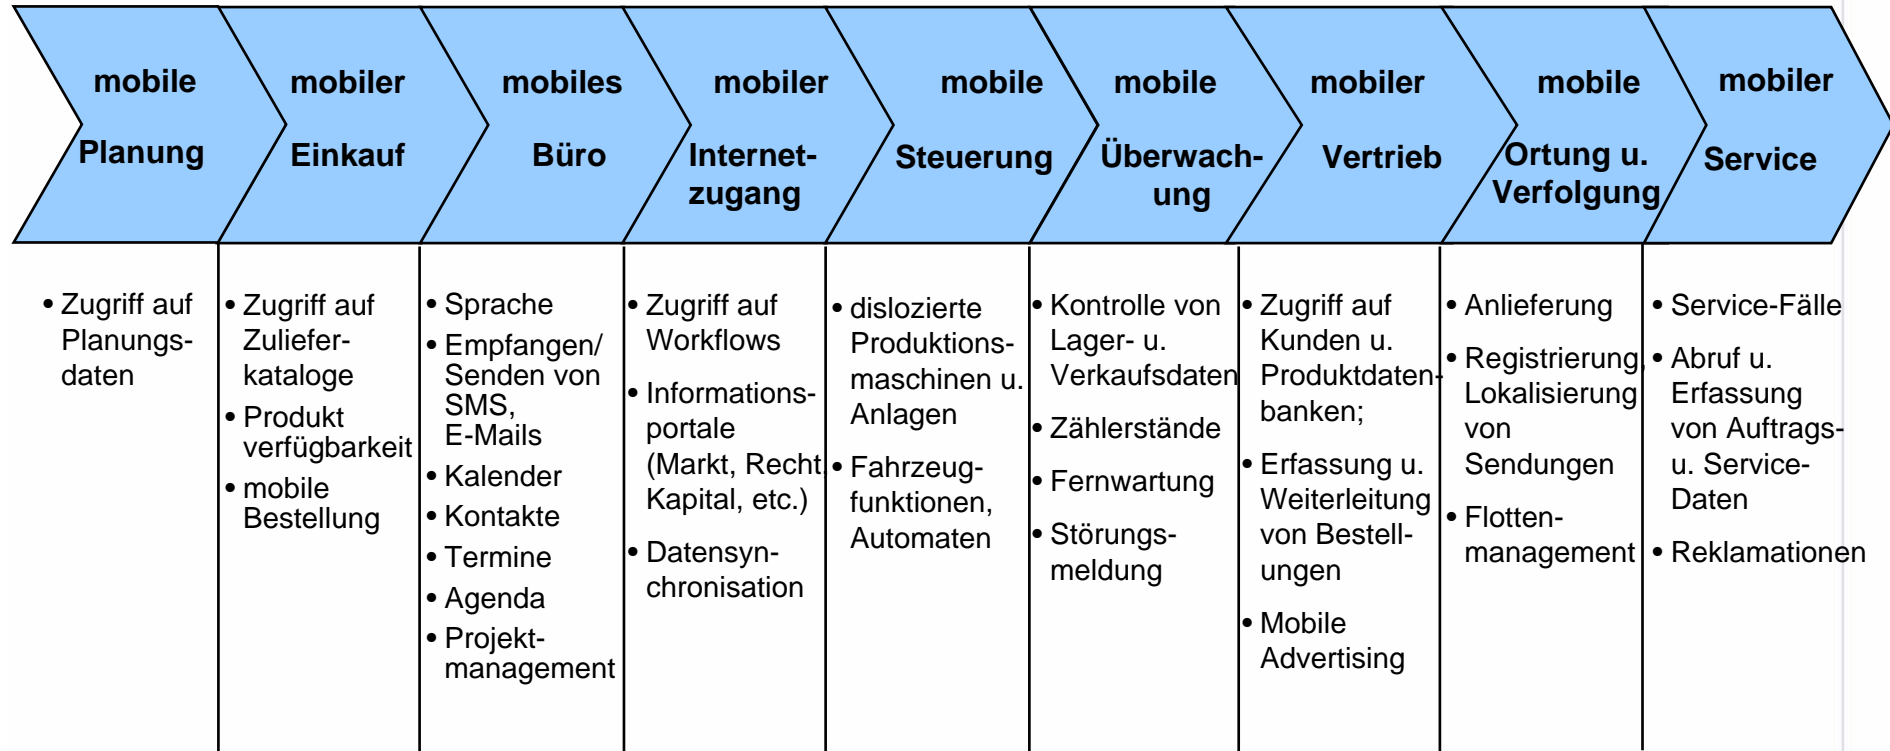 mobile
Planung
mobiler
Einkauf
mobiles
Büro
mobiler
Internet-
zugang
mobile
Steuerung
mobile
Überwach-
ung
mobiler
Vertrieb
mobile
Ortung u.
Verfolgung
mobiler
Service
• Zugriff auf
Planungs-
daten
• Zugriff auf
Zuliefer-
kataloge
• Produkt
verfügbarkeit
• mobile
Bestellung
• Sprache
• Empfangen/
Senden von
SMS,
E-Mails
• Kalender
• Kontakte
• Termine
• Agenda
• Projekt-
management
• Zugriff auf
Workflows
• Informations-
portale
(Markt, Recht,
Kapital, etc.)
• Datensyn-
chronisation
• dislozierte
Produktions-
maschinen u.
Anlagen
• Fahrzeug-
funktionen,
Automaten
• Kontrolle von
Lager- u.
Verkaufsdaten
• Zählerstände
• Fernwartung
• Störungs-
meldung
• Zugriff auf
Kunden u.
Produktdaten-
banken;
• Erfassung u.
Weiterleitung
von Bestell-
ungen
• Mobile
Advertising
• Anlieferung
• Registrierung,
Lokalisierung
von
Sendungen
• Flotten-
management
• Service-Fälle
• Abruf u.
Erfassung
von Auftrags-
u. Service-
Daten
• Reklamationen